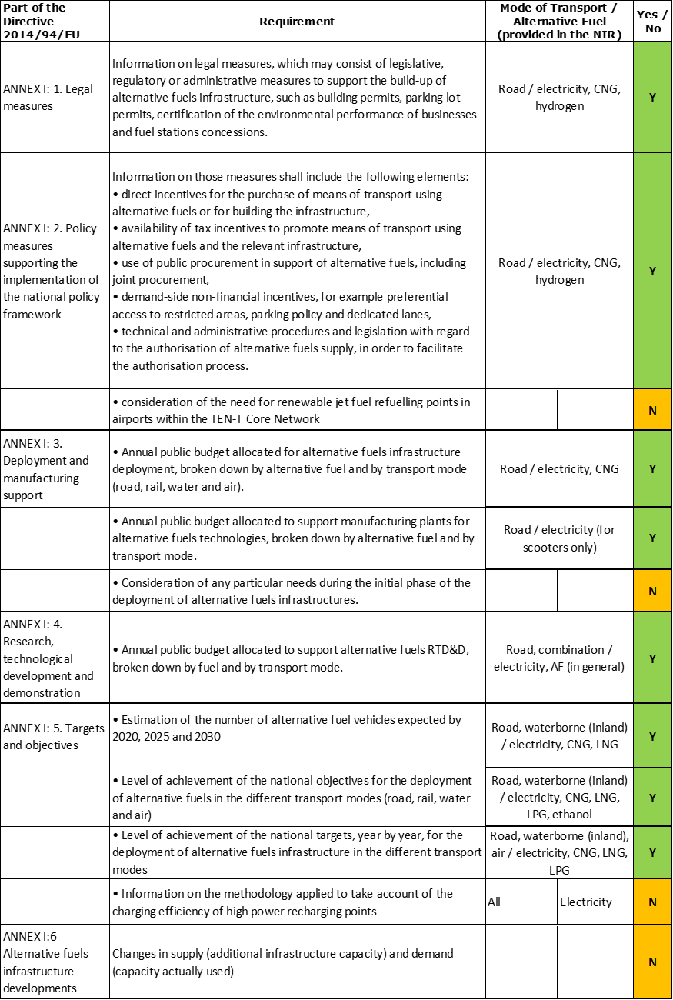 Part of the
Directive
2014/94/EU
Requirement
Mode of Transport /
Alternative Fuel
(provided in the NIR)
Yes /
No
ANNEX I: 1. Legal
measures
Information on legal measures, which may consist of legislative,
regulatory or administrative measures to support the build-up of
alternative fuels infrastructure, such as building permits, parking lot
permits, certification of the environmental performance of businesses
and fuel stations concessions.
Road / electricity, CNG,
hydrogen
Y
ANNEX I: 2. Policy
measures
supporting the
implementation of
the national policy
framework
Information on those measures shall include the following elements:
• direct incentives for the purchase of means of transport using
alternative fuels or for building the infrastructure,
• availability of tax incentives to promote means of transport using
alternative fuels and the relevant infrastructure,
• use of public procurement in support of alternative fuels, including
joint procurement,
• demand-side non-financial incentives, for example preferential
access to restricted areas, parking policy and dedicated lanes,
• technical and administrative procedures and legislation with regard
to the authorisation of alternative fuels supply, in order to facilitate
the authorisation process.
Road / electricity, CNG,
hydrogen
Y
• consideration of the need for renewable jet fuel refuelling points in
airports within the TEN-T Core Network
N
ANNEX I: 3.
Deployment and
manufacturing
support
• Annual public budget allocated for alternative fuels infrastructure
deployment, broken down by alternative fuel and by transport mode
(road, rail, water and air).
Road / electricity, CNG
Y
• Annual public budget allocated to support manufacturing plants for
alternative fuels technologies, broken down by alternative fuel and by
transport mode.
Road / electricity (for
scooters only)
Y
• Consideration of any particular needs during the initial phase of the
deployment of alternative fuels infrastructures.
N
ANNEX I: 4.
Research,
technological
development and
demonstration
• Annual public budget allocated to support alternative fuels RTD&D,
broken down by fuel and by transport mode.
Road, combination /
electricity, AF (in general)
Y
ANNEX I: 5. Targets
and objectives
• Estimation of the number of alternative fuel vehicles expected by
2020, 2025 and 2030
Road, waterborne (inland)
/ electricity, CNG, LNG
Y
• Level of achievement of the national objectives for the deployment
of alternative fuels in the different transport modes (road, rail, water
and air)
Road, waterborne (inland)
/ electricity, CNG, LNG,
LPG, ethanol
Y
• Level of achievement of the national targets, year by year, for the
deployment of alternative fuels infrastructure in the different transport
modes
Road, waterborne (inland),
air / electricity, CNG, LNG,
LPG
Y
• Information on the methodology applied to take account of the
charging efficiency of high power recharging points
All
Electricity
N
ANNEX I:6
Alternative fuels
infrastructure
developments
Changes in supply (additional infrastructure capacity) and demand
(capacity actually used)
N